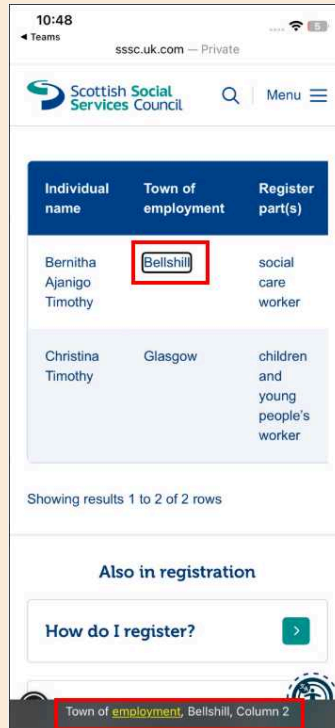 10:48
◄ Teams
sssc.uk.com — Private
Scottish Social
Services Council
Menu
Individual
name
Town of
employment
Register
part(s)
Bernitha
Ajanigo
Timothy
Bellshill
social
care
worker
Christina
Timothy
Glasgow
children
and
young
people's
worker
Showing results 1 to 2 of 2 rows
Also in registration
How do I register?
Town of employment, Bellshill, Column 2